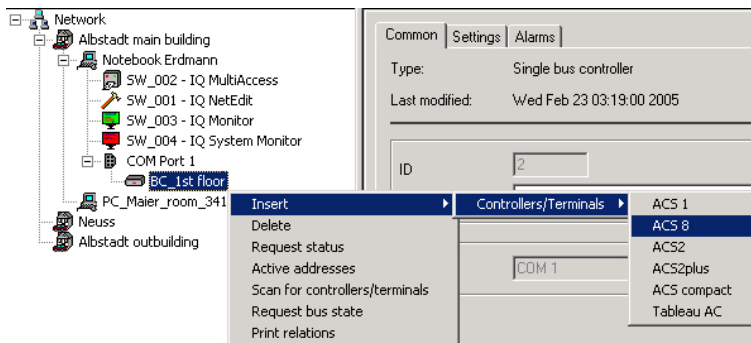 Network
Albstadt main building
Notebook Erdmann
SW_002 - IQ MultiAccess
SW_001 - IQ NetEdit
SW_003 - IQ Monitor
SW_004 - IQ System Monitor
COM Port 1
BC_1st floor
PC_Maier_room_341
Neuss
Albstadt outbuilding
Common Settings Alarms
Type: Single bus controller
Last modified: Wed Feb 23 03:19:00 2005
ID 2
COM 1
Insert
Delete
Request status
Active addresses
Scan for controllers/terminals
Request bus state
Print relations
Controllers/Terminals
ACS 1
ACS 8
ACS2
ACS2plus
ACS compact
Tableau AC